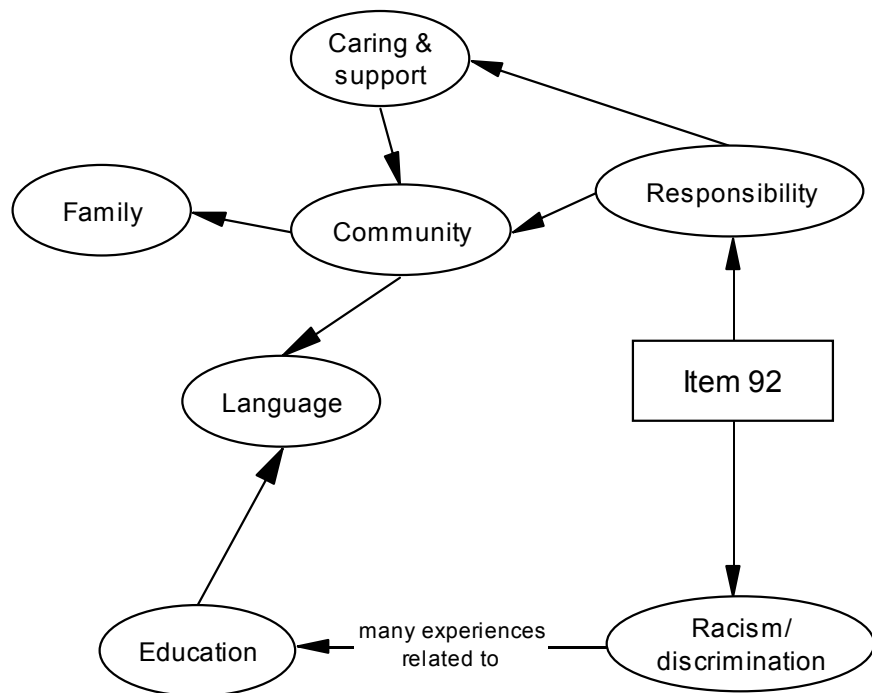 Caring &
support
Family
Community
Responsibility
Item 92
Language
Education
many experiences
related to
Racism/
discrimination